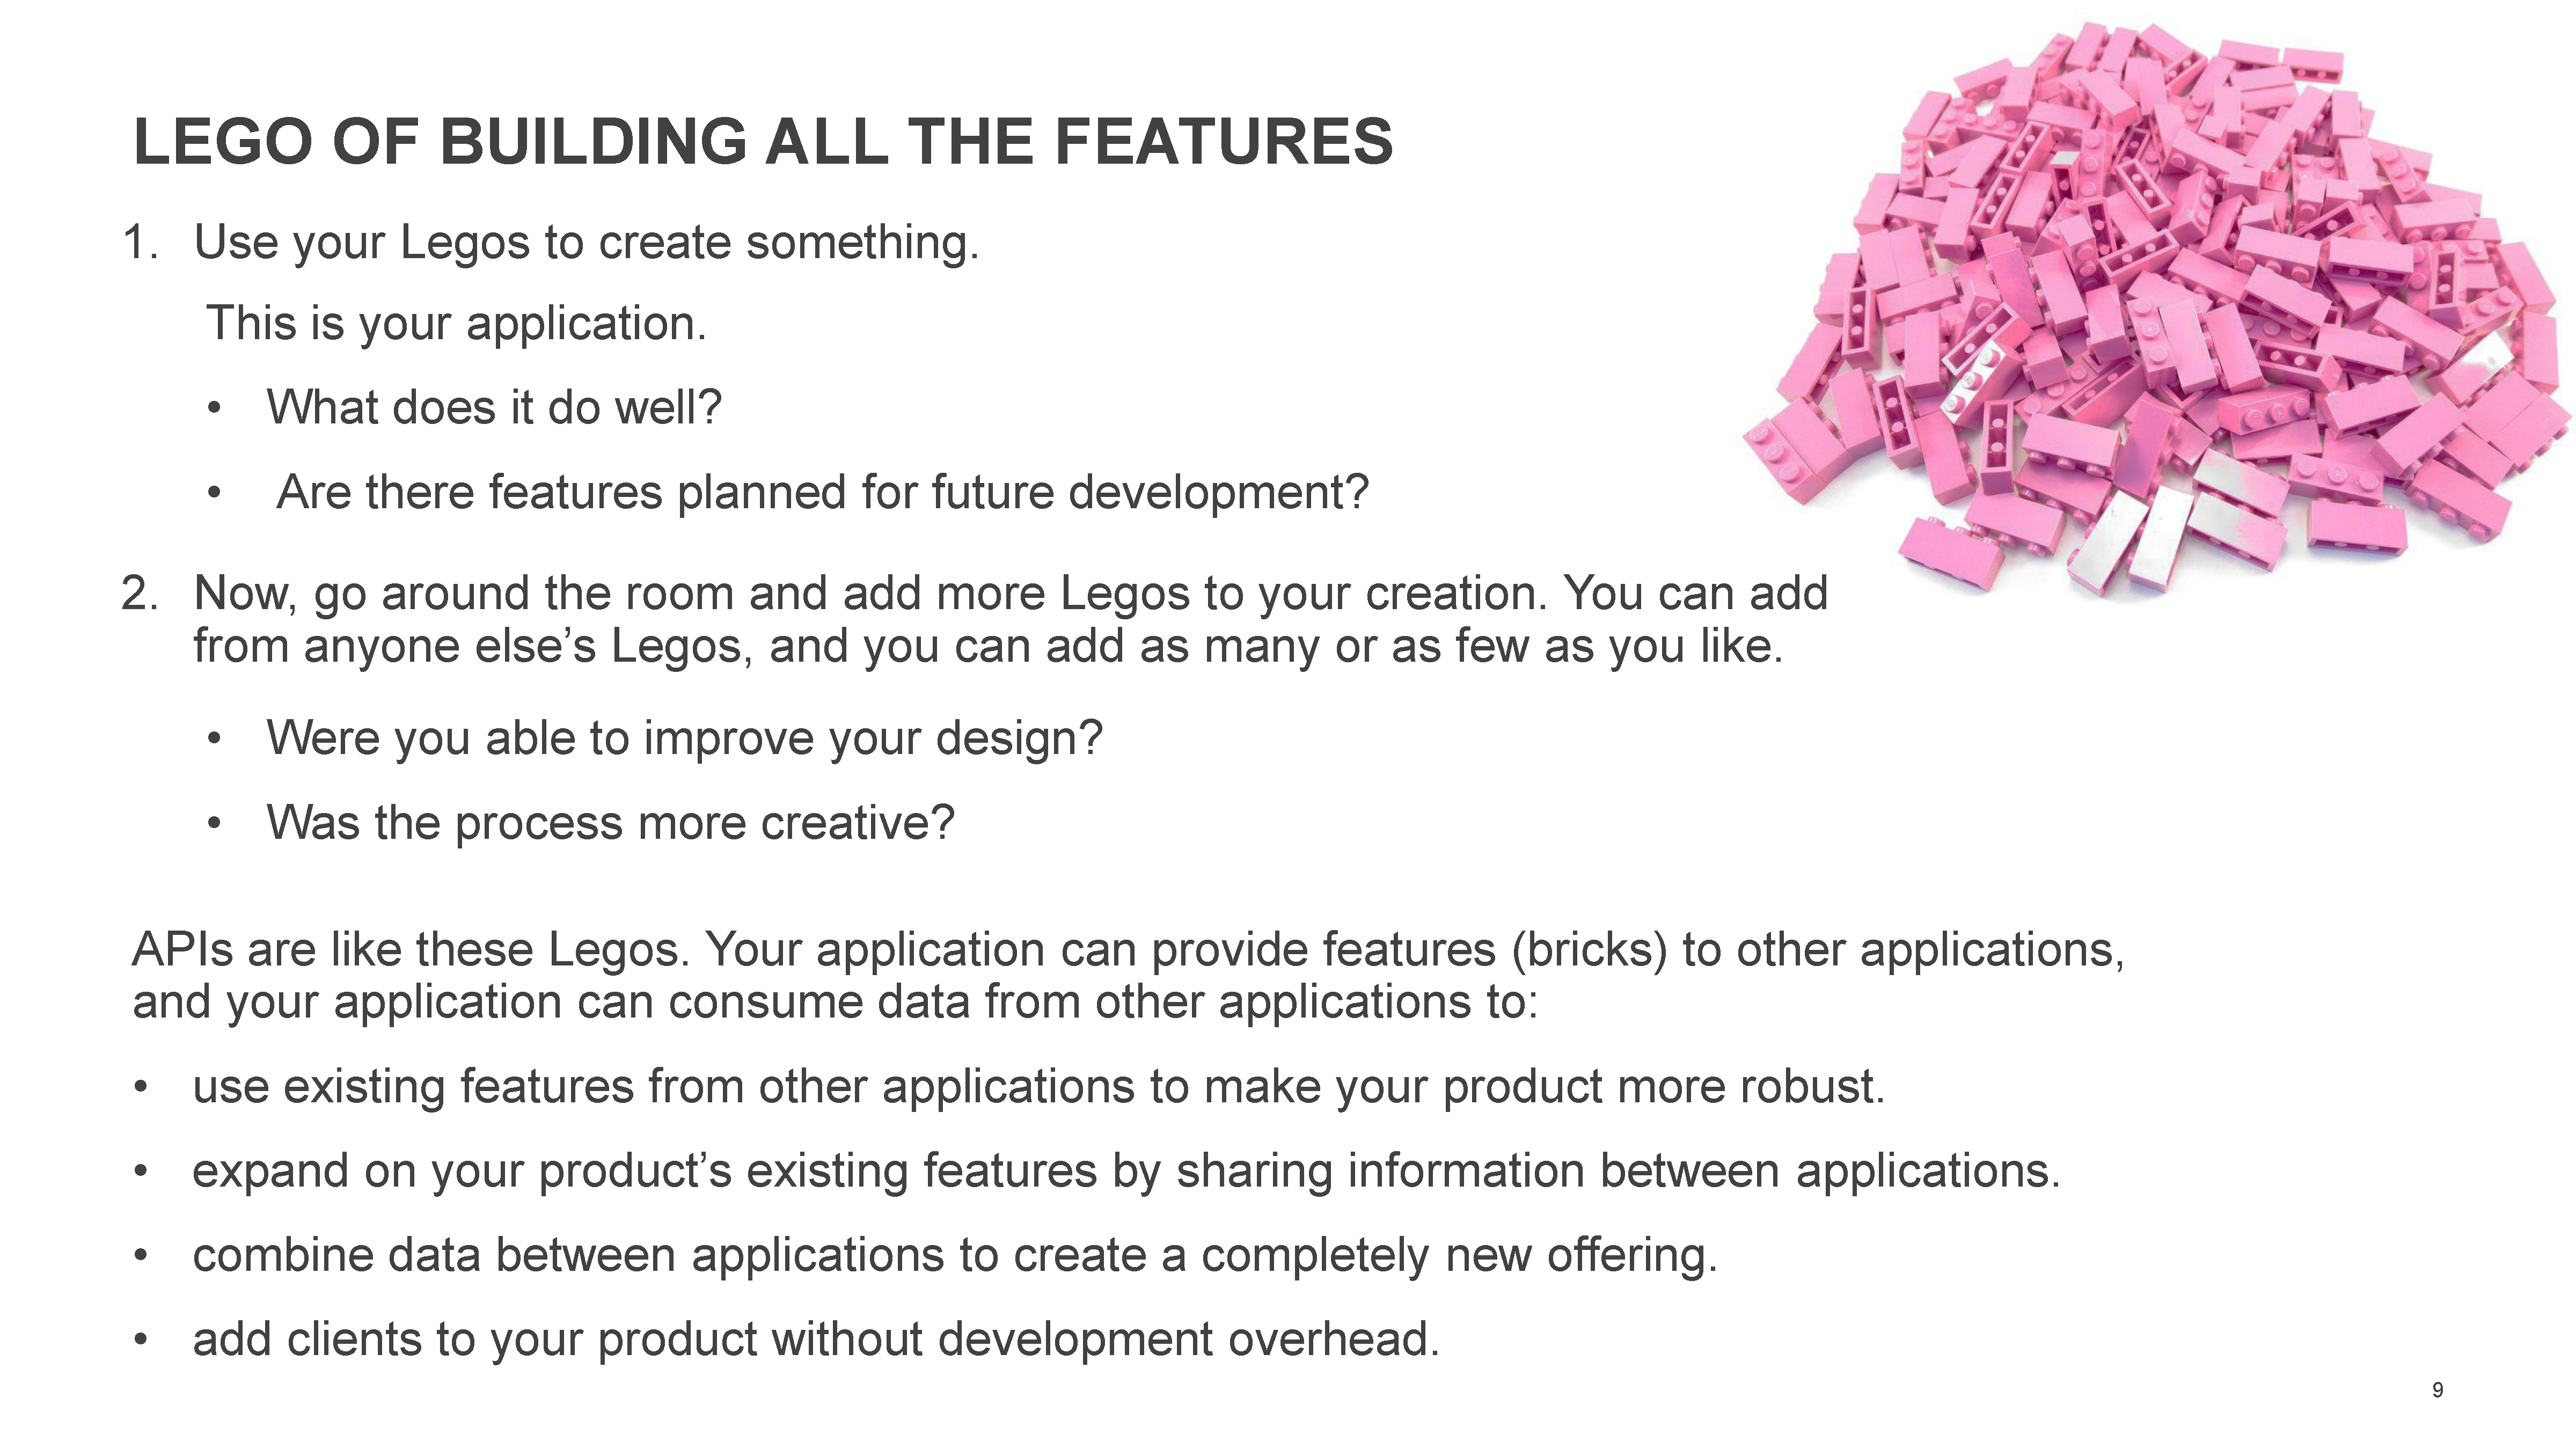 LEGO OF BUILDING ALL THE FEATURES
1. Use your Legos to create something.
This is your application.
• What does it do well?
• Are there features planned for future development?
2. Now, go around the room and add more Legos to your creation. You can add
from anyone else’s Legos, and you can add as many or as few as you like.
• Were you able to improve your design?
• Was the process more creative?
APIs are like these Legos. Your application can provide features (bricks) to other applications,
and your application can consume data from other applications to:
• use existing features from other applications to make your product more robust.
• expand on your product’s existing features by sharing information between applications.
• combine data between applications to create a completely new offering.
• add clients to your product without development overhead.
9